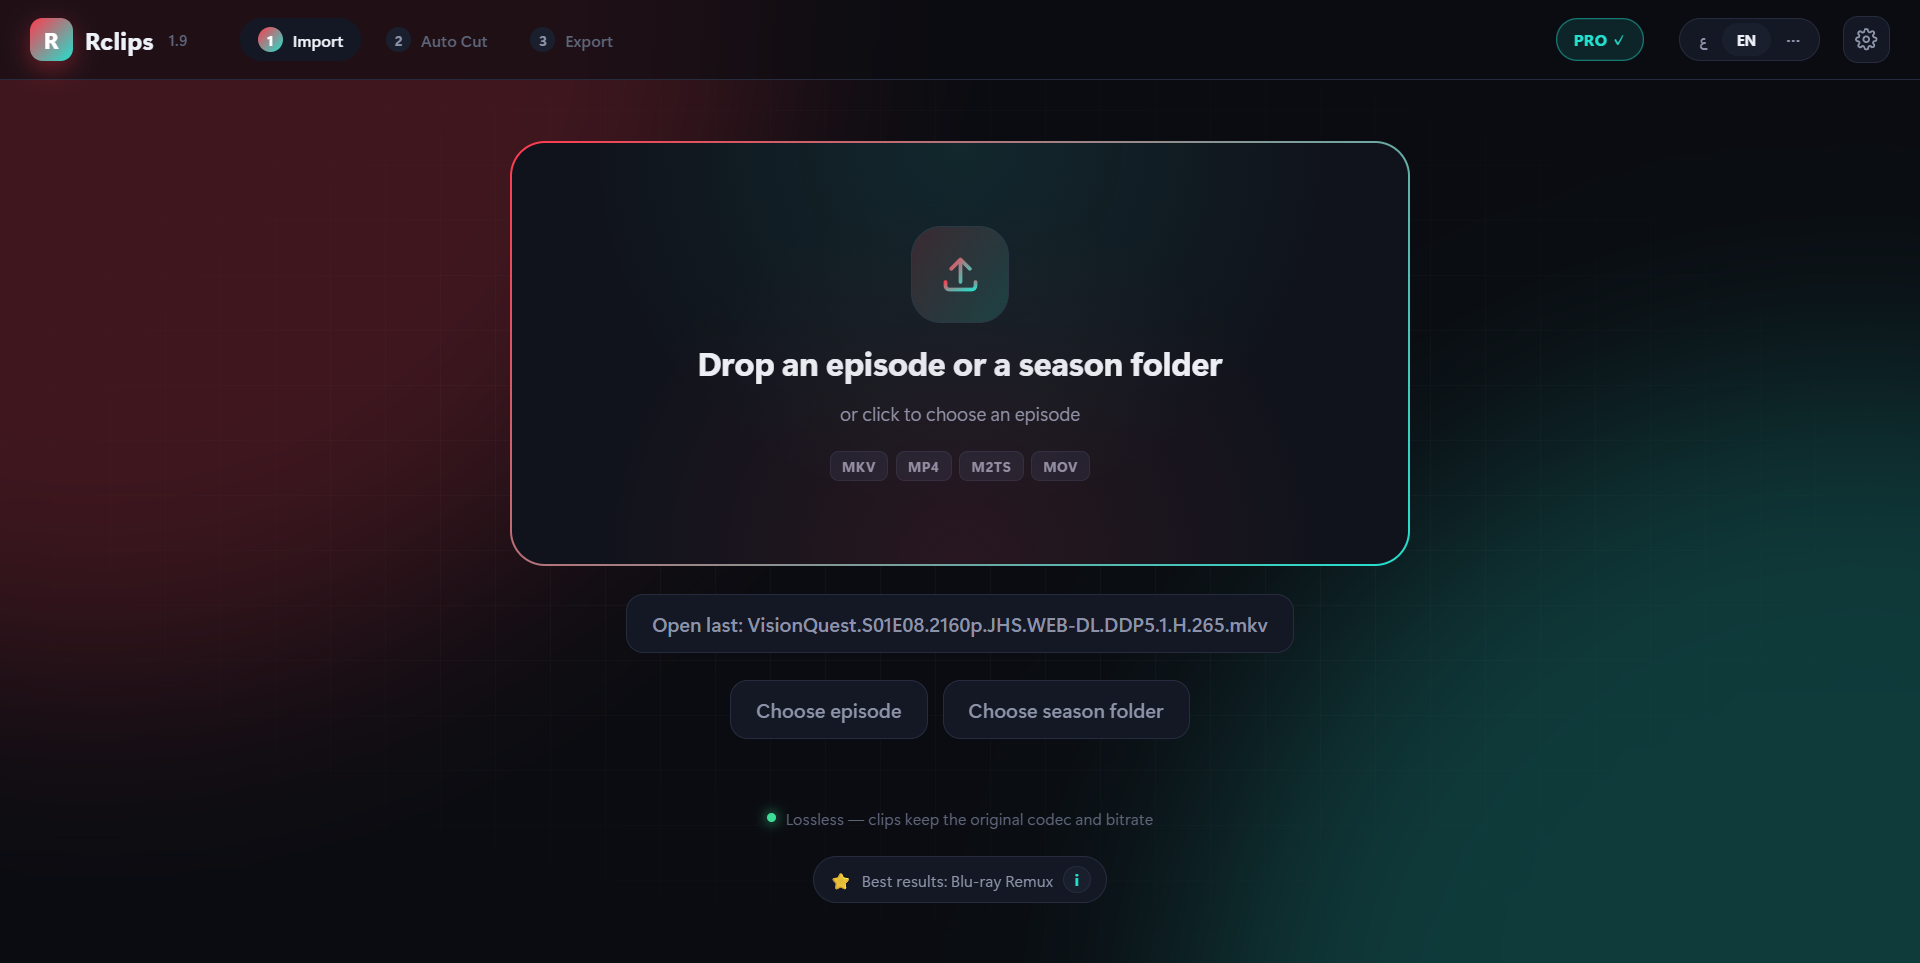 R Rclips 1.9 1 Import 2 Auto Cut 3 Export PRO ✓ ع EN ···
Drop an episode or a season folder
or click to choose an episode
MKV MP4 M2TS MOV
Open last: VisionQuest.S01E08.2160p.JHS.WEB-DL.DDP5.1.H.265.mkv
Choose episode Choose season folder
Lossless — clips keep the original codec and bitrate
Best results: Blu-ray Remux i